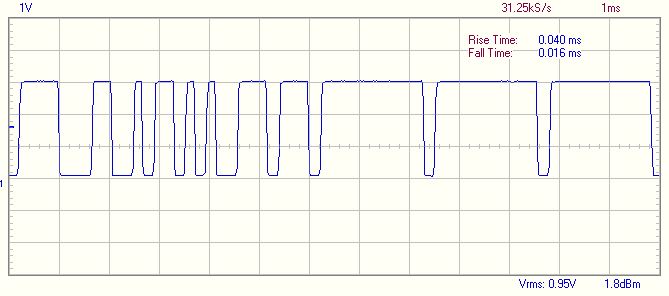 1V 31.25kS/s 1ms
Rise Time: 0.040 ms
Fall Time: 0.016 ms
1
Vrms: 0.95V 1.8dBm